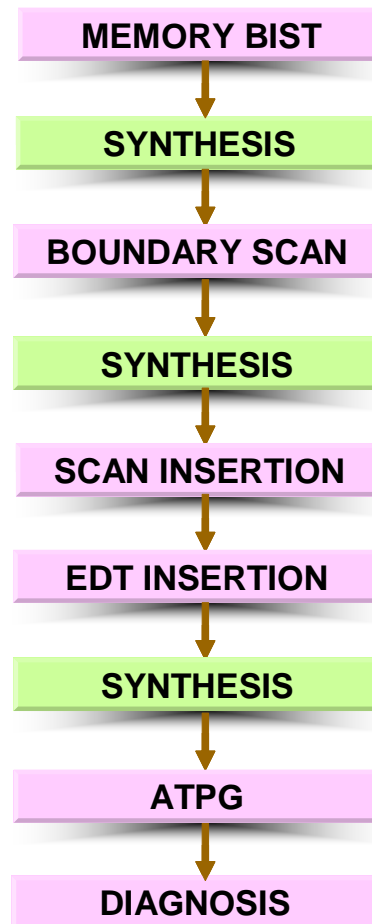 MEMORY BIST
SYNTHESIS
BOUNDARY SCAN
SYNTHESIS
SCAN INSERTION
EDT INSERTION
SYNTHESIS
ATPG
DIAGNOSIS